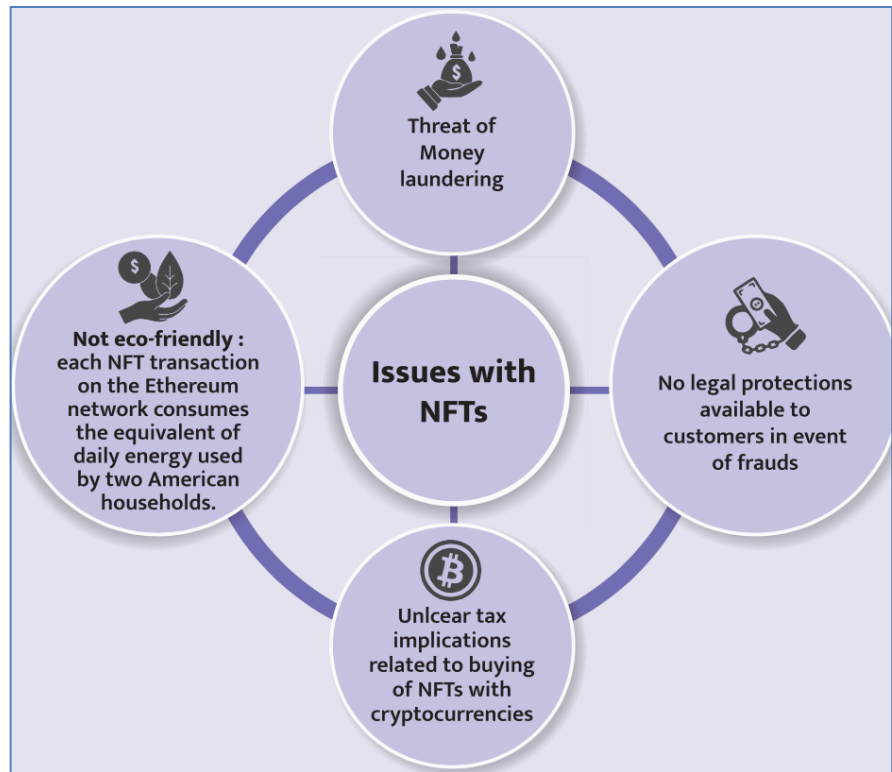 Threat of
Money
laundering
Not eco-friendly :
each NFT transaction
on the Ethereum
network consumes
the equivalent of
daily energy used
by two American
households.
Issues with
NFTs
No legal protections
available to
customers in event
of frauds
Unlcear tax
implications
related to buying
of NFTs with
cryptocurrencies